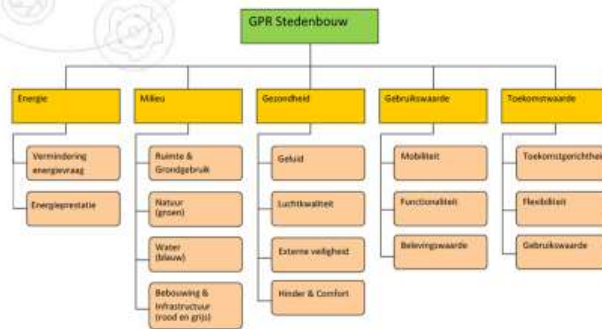 GPR Stedenbouw
Energie
Vermindering
energievraag
Energieprestatie
Milieu
Ruimte &
Grondgebruik
Natuur
(groen)
Water
(blauw)
Bebouwing &
Infrastructuur
(rood en grijs)
Gezondheid
Geluid
Luchtkwaliteit
Externe veiligheid
Hinder & Comfort
Gebruikswaarde
Mobiliteit
Functionaliteit
Belevingswaarde
Toekomstwaarde
Toekomstgerichthei
Flexibiliteit
Gebruikswaarde